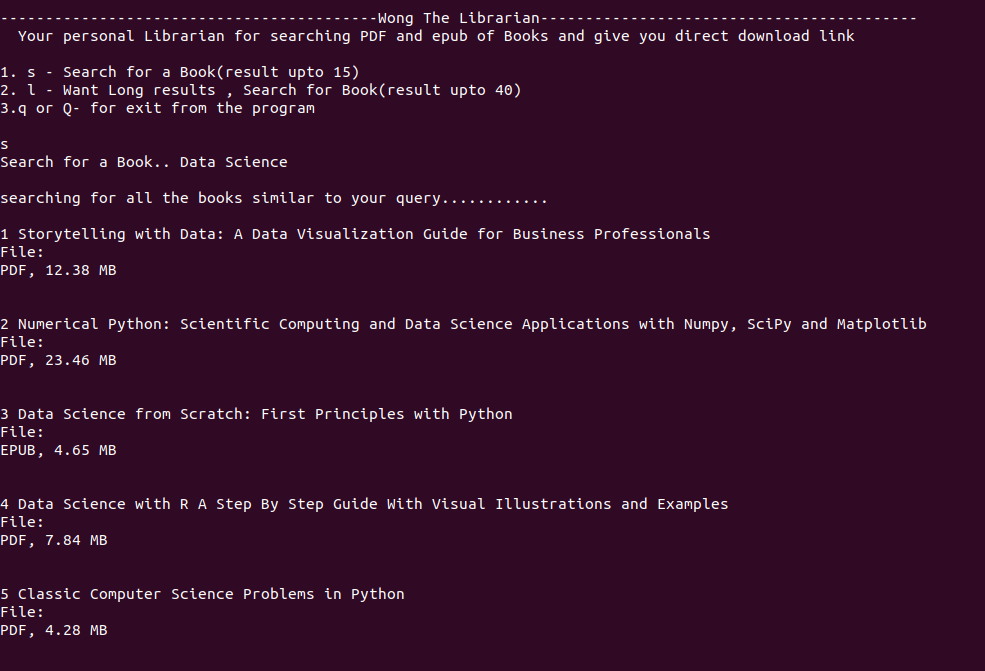 ------------------------------------------Wong The Librarian------------------------------------------
Your personal Librarian for searching PDF and epub of Books and give you direct download link
1. s - Search for a Book(result upto 15)
2. l - Want Long results , Search for Book(result upto 40)
3.q or Q- for exit from the program
s
Search for a Book.. Data Science
searching for all the books similar to your query............
1 Storytelling with Data: A Data Visualization Guide for Business Professionals
File:
PDF, 12.38 MB
2 Numerical Python: Scientific Computing and Data Science Applications with Numpy, SciPy and Matplotlib
File:
PDF, 23.46 MB
3 Data Science from Scratch: First Principles with Python
File:
EPUB, 4.65 MB
4 Data Science with R A Step By Step Guide With Visual Illustrations and Examples
File:
PDF, 7.84 MB
5 Classic Computer Science Problems in Python
File:
PDF, 4.28 MB